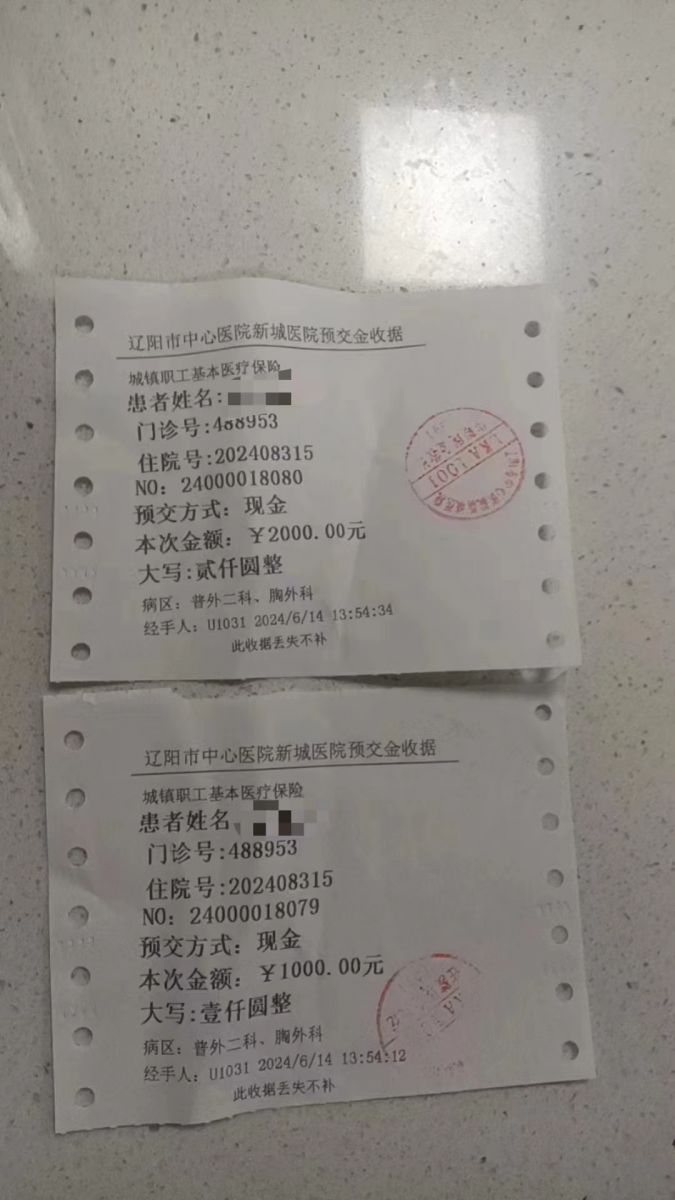 辽阳市中心医院新城医院预交金收据
城镇职工基本医疗保险
患者姓名:
门诊号:488953
住院号:202408315
NO: 24000018080
预交方式: 现金
本次金额: ￥2000.00元
大写:贰仟圆整
病区: 普外二科、胸外科
经手人: U1031 2024/6/14 13:54:34
此收据丢失不补
辽阳市中心医院新城医院预交金收据
城镇职工基本医疗保险
患者姓名
门诊号:488953
住院号:202408315
NO: 24000018079
预交方式: 现金
本次金额: ￥1000.00元
大写:壹仟圆整
病区: 普外二科、胸外科
经手人: U1031 2024/6/14 13:54:12
此收据丢失不补